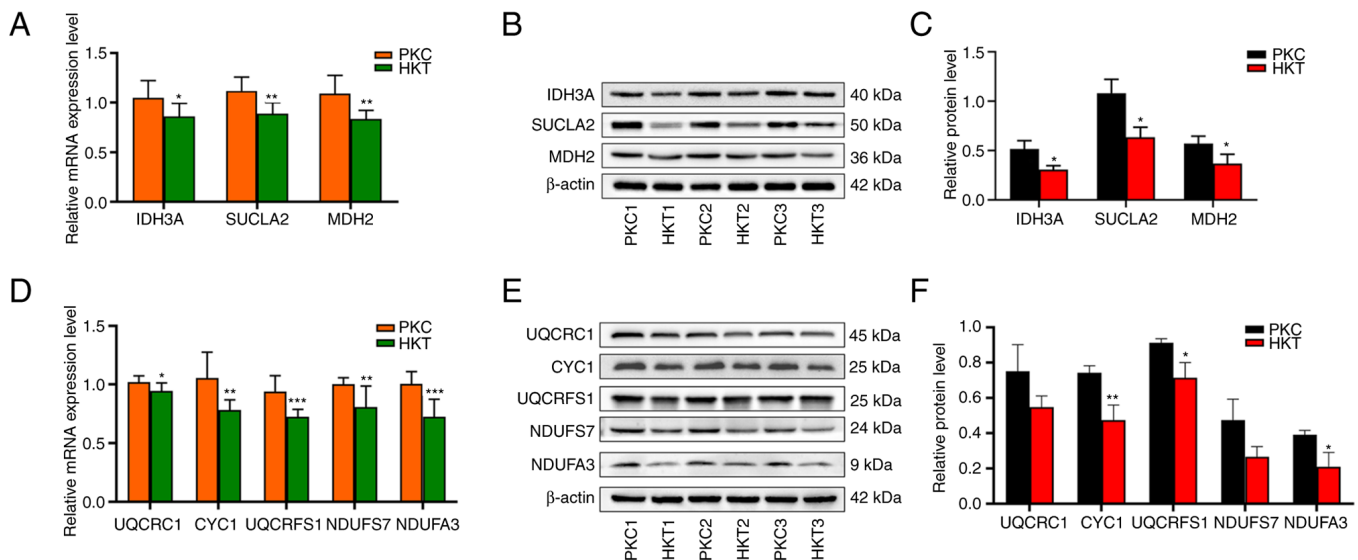 A
Relative mRNA expression level
1.5
1.0
0.5
0.0
PKC
HKT
*
**
**
IDH3A SUCLA2 MDH2
B
IDH3A 40 kDa
SUCLA2 50 kDa
MDH2 36 kDa
β-actin 42 kDa
PKC1 HKT1 PKC2 HKT2 PKC3 HKT3
C
Relative protein level
1.5
1.0
0.5
0.0
PKC
HKT
*
*
*
IDH3A SUCLA2 MDH2
D
Relative mRNA expression level
1.5
1.0
0.5
0.0
PKC
HKT
*
**
***
**
***
UQCRC1 CYC1 UQCRFS1 NDUFS7 NDUFA3
E
UQCRC1 45 kDa
CYC1 25 kDa
UQCRFS1 25 kDa
NDUFS7 24 kDa
NDUFA3 9 kDa
β-actin 42 kDa
PKC1 HKT1 PKC2 HKT2 PKC3 HKT3
F
Relative protein level
1.0
0.8
0.6
0.4
0.2
0.0
PKC
HKT
**
*
*
UQCRC1 CYC1 UQCRFS1 NDUFS7 NDUFA3